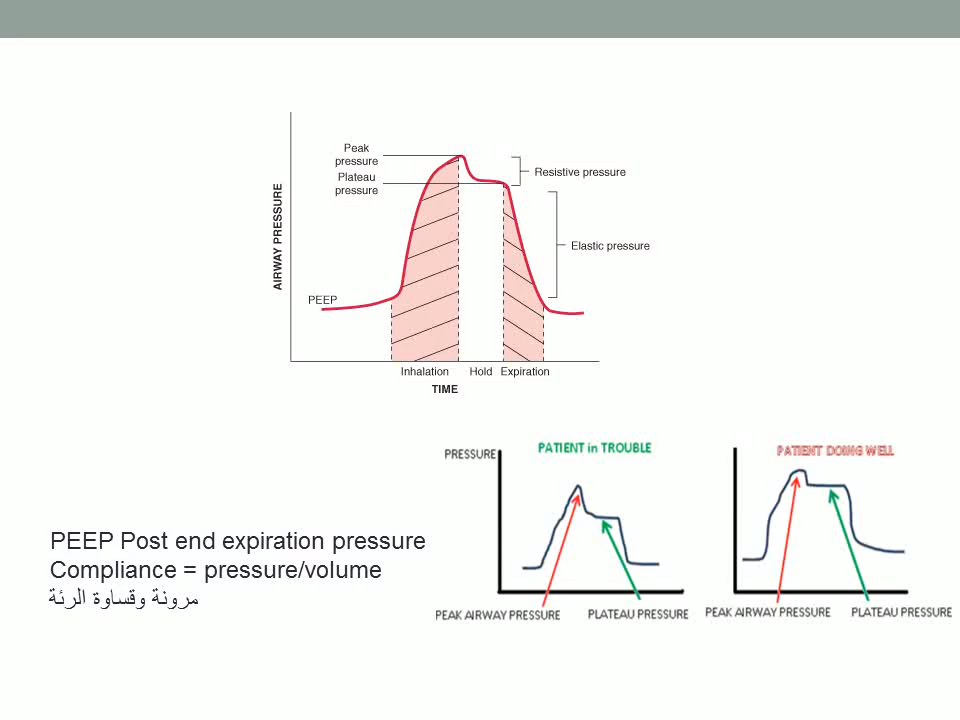 Peak
pressure
Plateau
pressure
Resistive pressure
AIRWAY PRESSURE
Elastic pressure
PEEP
Inhalation Hold Expiration
TIME
PRESSURE
PATIENT in TROUBLE
PATIENT DOING WELL
PEAK AIRWAY PRESSURE
PLATEAU PRESSURE
PEAK AIRWAY PRESSURE
PLATEAU PRESSURE
PEEP Post end expiration pressure
Compliance = pressure/volume
مرونة وقساوة الرئة